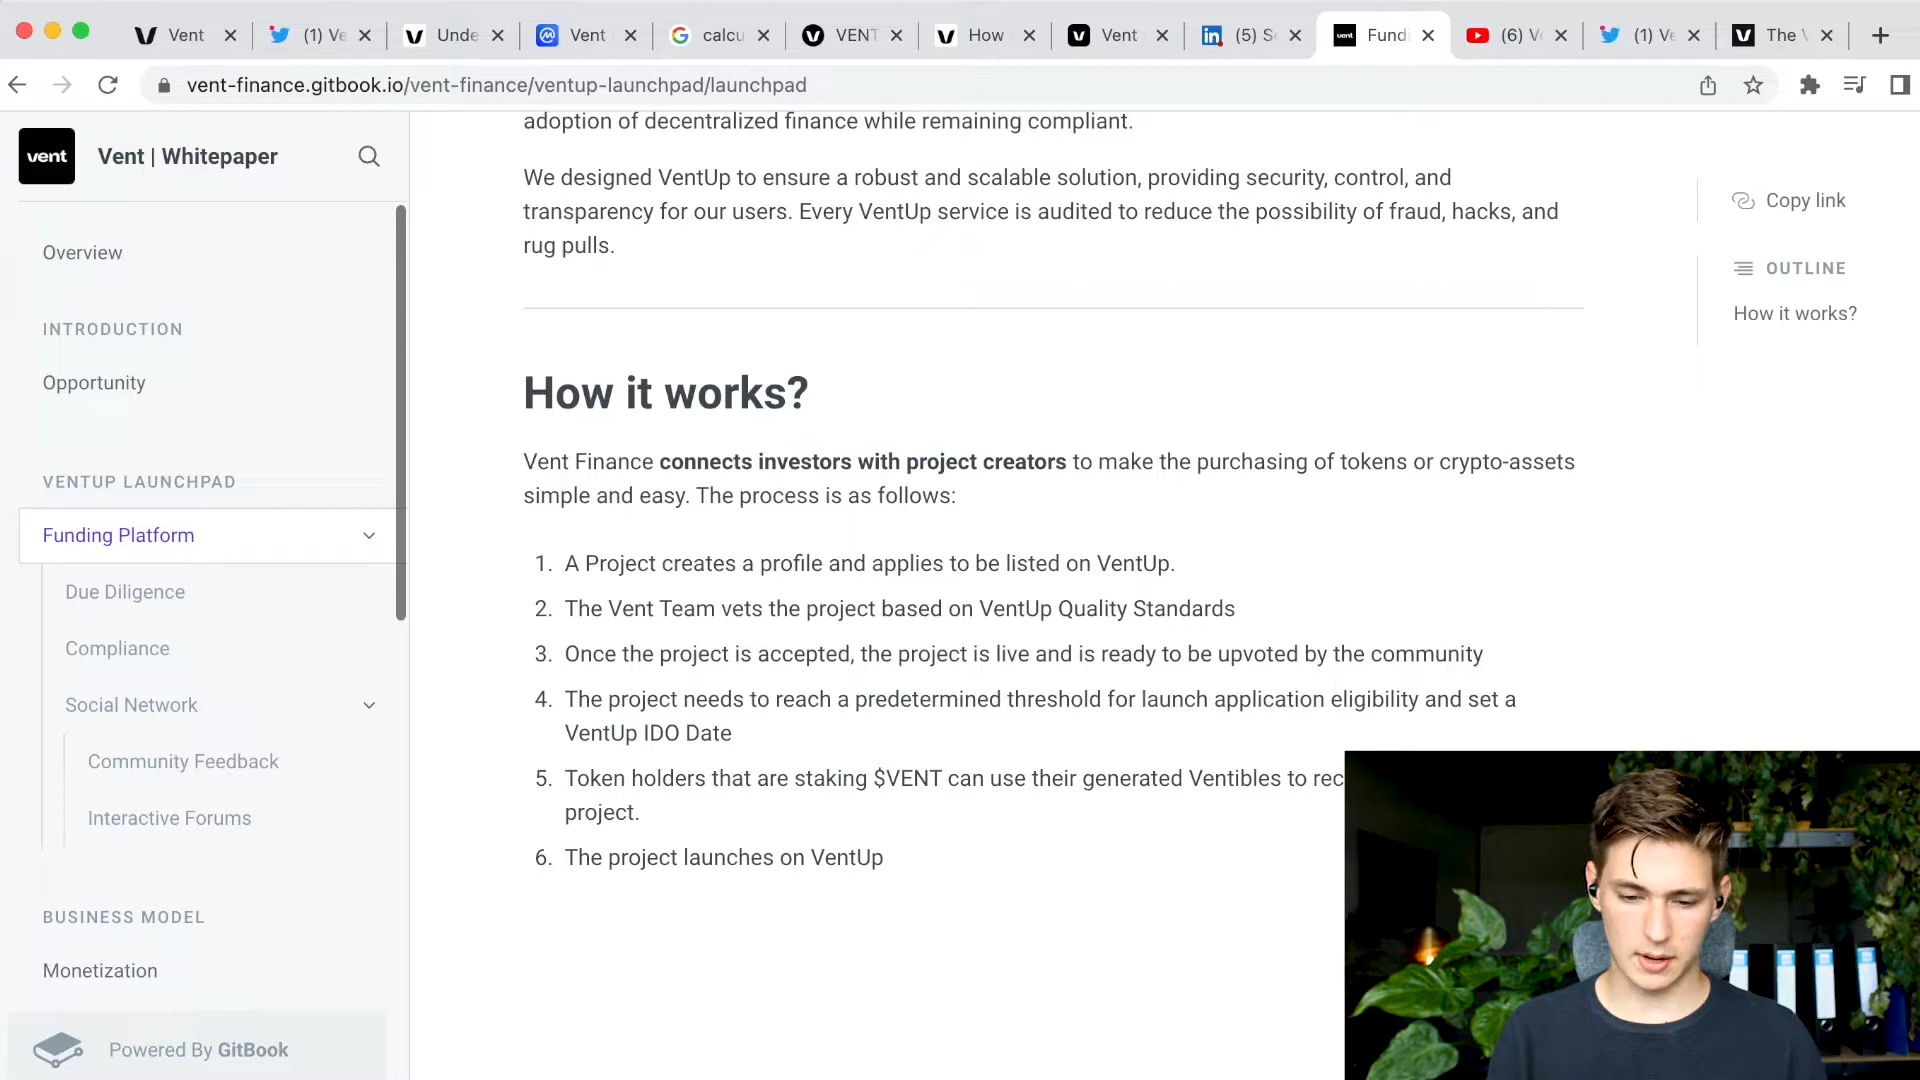 Vent
(1) Ve
Unde
Vent
calcu
VENT
How
Vent
(5) S
Fundi
(6) V
(1) Ve
The V
vent-finance.gitbook.io/vent-finance/ventup-launchpad/launchpad
vent
Vent | Whitepaper
Overview
INTRODUCTION
Opportunity
VENTUP LAUNCHPAD
Funding Platform
Due Diligence
Compliance
Social Network
Community Feedback
Interactive Forums
BUSINESS MODEL
Monetization
Powered By GitBook
adoption of decentralized finance while remaining compliant.
We designed VentUp to ensure a robust and scalable solution, providing security, control, and
transparency for our users. Every VentUp service is audited to reduce the possibility of fraud, hacks, and
rug pulls.
How it works?
Vent Finance connects investors with project creators to make the purchasing of tokens or crypto-assets
simple and easy. The process is as follows:
1. A Project creates a profile and applies to be listed on VentUp.
2. The Vent Team vets the project based on VentUp Quality Standards
3. Once the project is accepted, the project is live and is ready to be upvoted by the community
4. The project needs to reach a predetermined threshold for launch application eligibility and set a
VentUp IDO Date
5. Token holders that are staking $VENT can use their generated Ventibles to rec
project.
6. The project launches on VentUp
Copy link
OUTLINE
How it works?